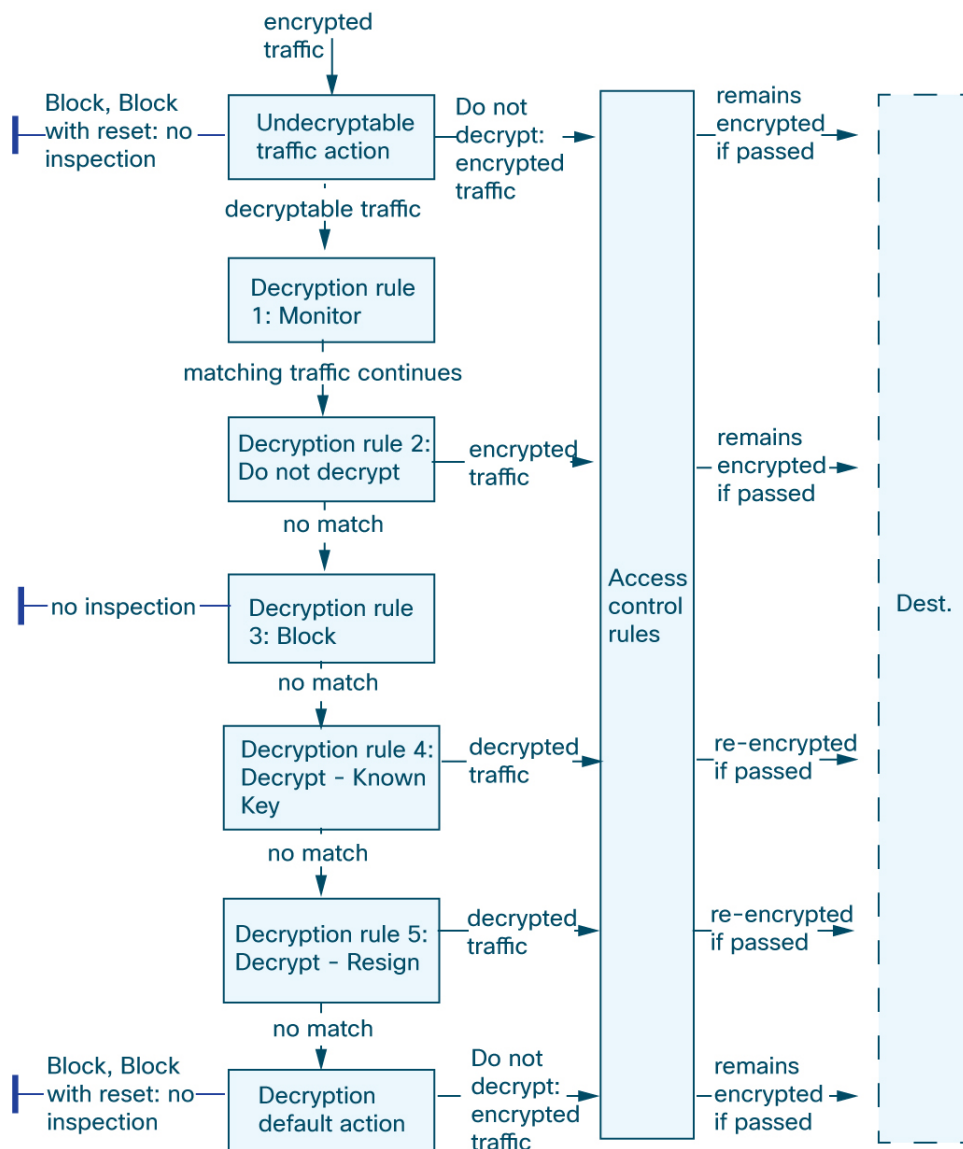 encrypted
traffic
Block, Block
with reset: no
inspection
Undecryptable
traffic action
Do not
decrypt:
encrypted
traffic
remains
encrypted
if passed
decryptable traffic
Decryption rule
1: Monitor
matching traffic continues
Decryption rule 2:
Do not decrypt
encrypted
traffic
remains
encrypted
if passed
no match
no inspection
Decryption rule
3: Block
Access
control
rules
Dest.
no match
Decryption rule 4:
Decrypt - Known
Key
decrypted
traffic
re-encrypted
if passed
no match
Decryption rule 5:
Decrypt - Resign
decrypted
traffic
re-encrypted
if passed
no match
Block, Block
with reset: no
inspection
Decryption
default action
Do not
decrypt:
encrypted
traffic
remains
encrypted
if passed